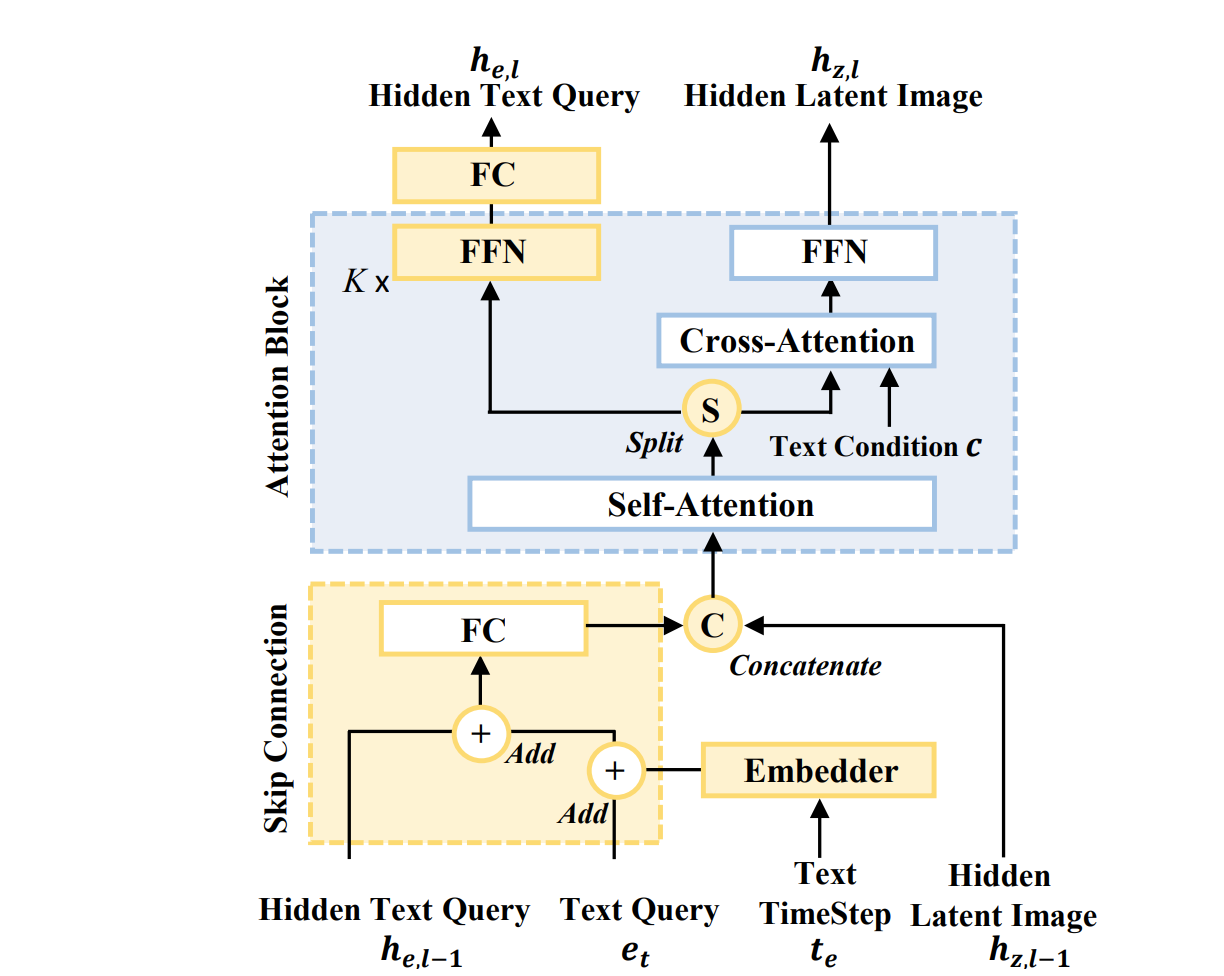 h_{e,l} h_{z,l}
Hidden Text Query Hidden Latent Image
FC
FFN FFN
K x
Cross-Attention
S
Split Text Condition c
Self-Attention
Attention Block
FC C
Concatenate
+ Add
+ Embedder
Add
Skip Connection
Hidden Text Query h_{e,l-1}
Text Query e_t
Text
TimeStep
t_e
Hidden
Latent Image
h_{z,l-1}